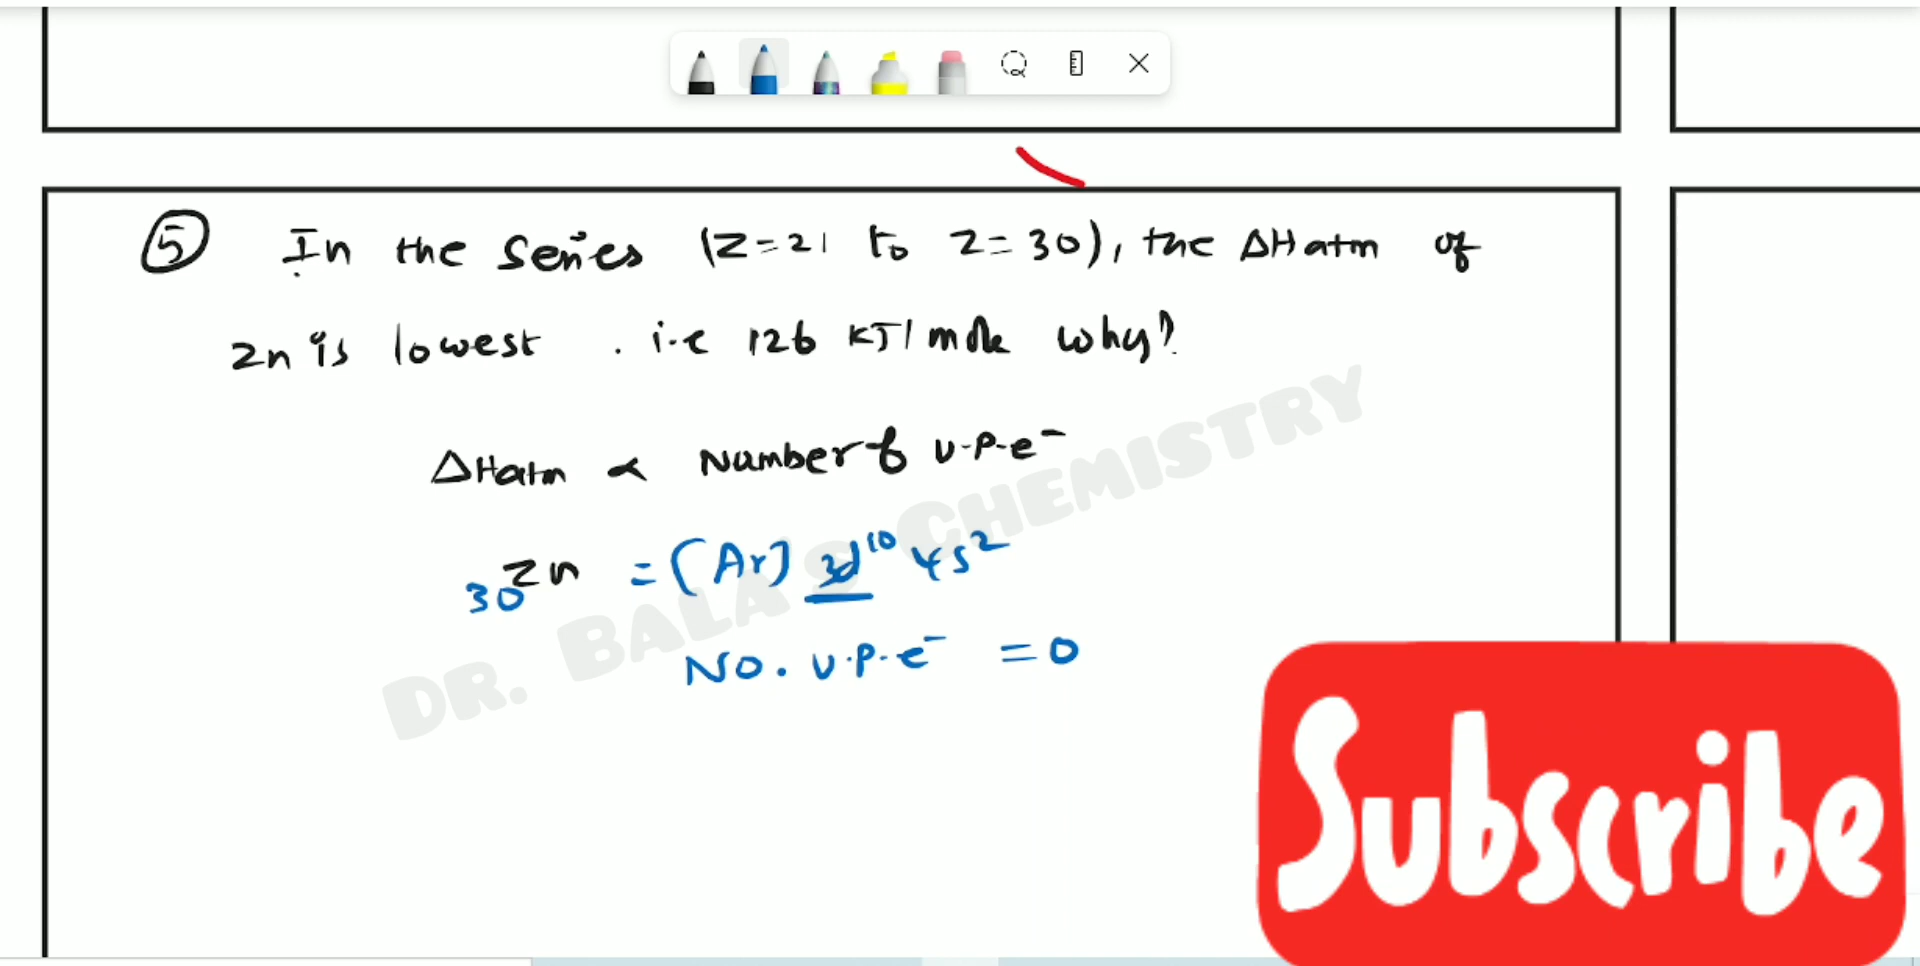 ⑤ In the series (Z=21 to Z=30), the ΔHatm of
Zn is lowest . i.e 126 KJ/mole why?
ΔHatm ∝ Number of U.P.e⁻
₃₀Zn = [Ar] 3d¹⁰ 4s²
NO. U.P.e⁻ = 0
DR. BALA'S CHEMISTRY
Subscribe